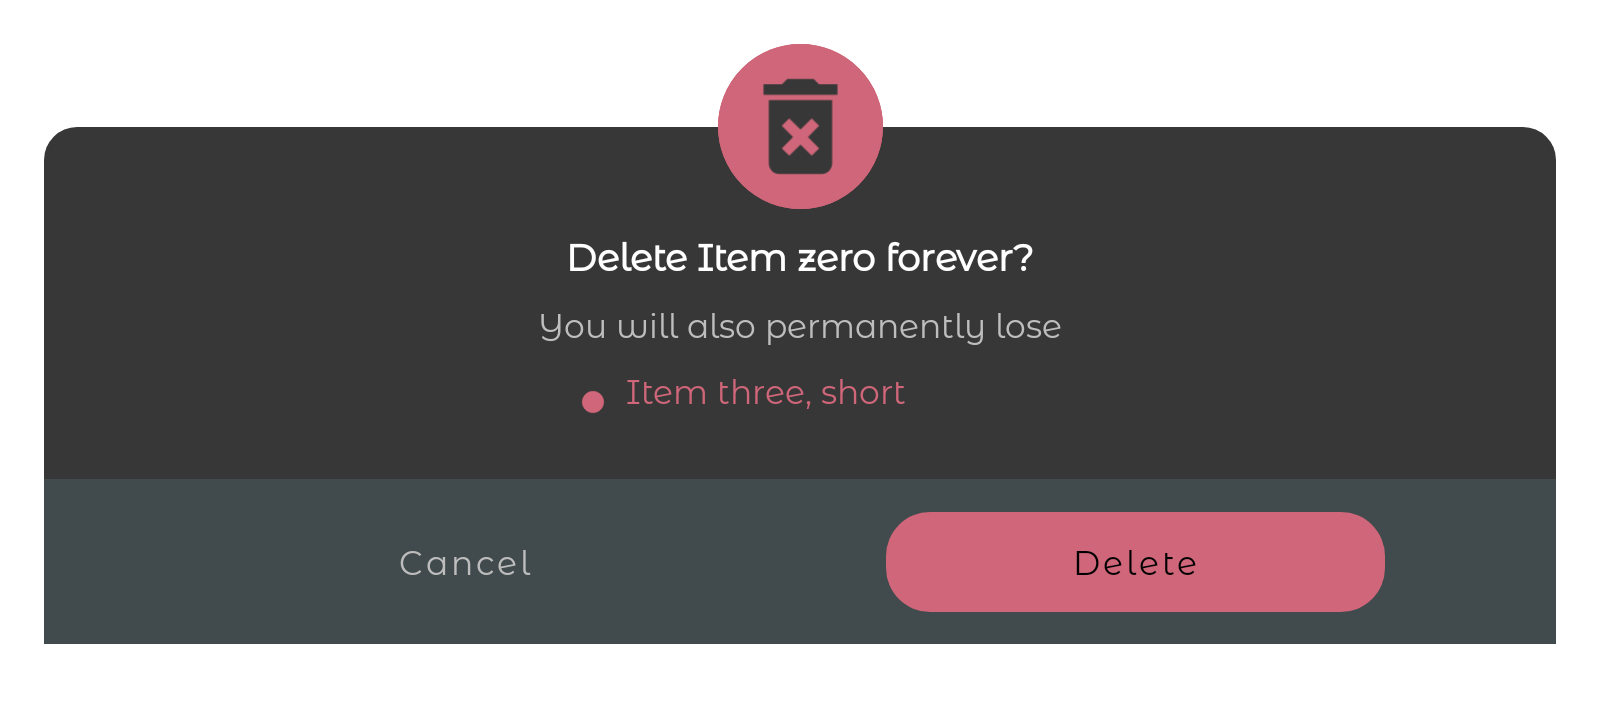 Delete Item zero forever?
You will also permanently lose
Item three, short
Cancel
Delete